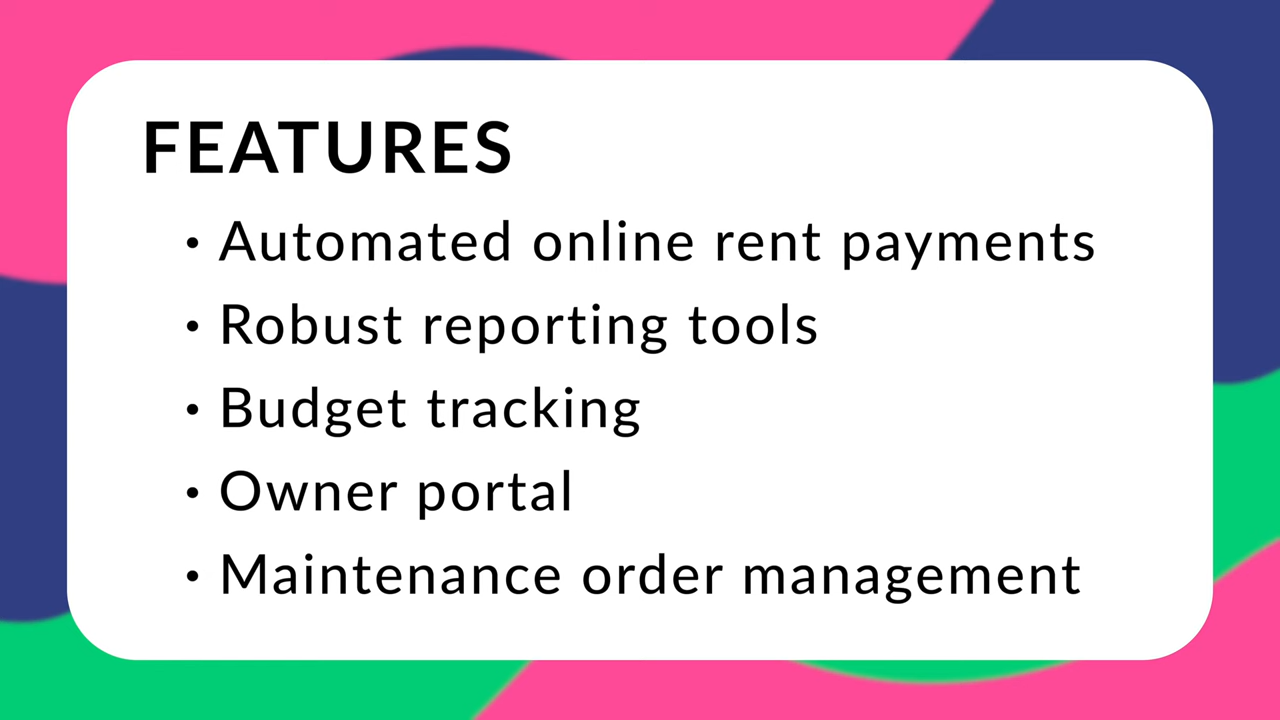 FEATURES
• Automated online rent payments
• Robust reporting tools
• Budget tracking
• Owner portal
• Maintenance order management